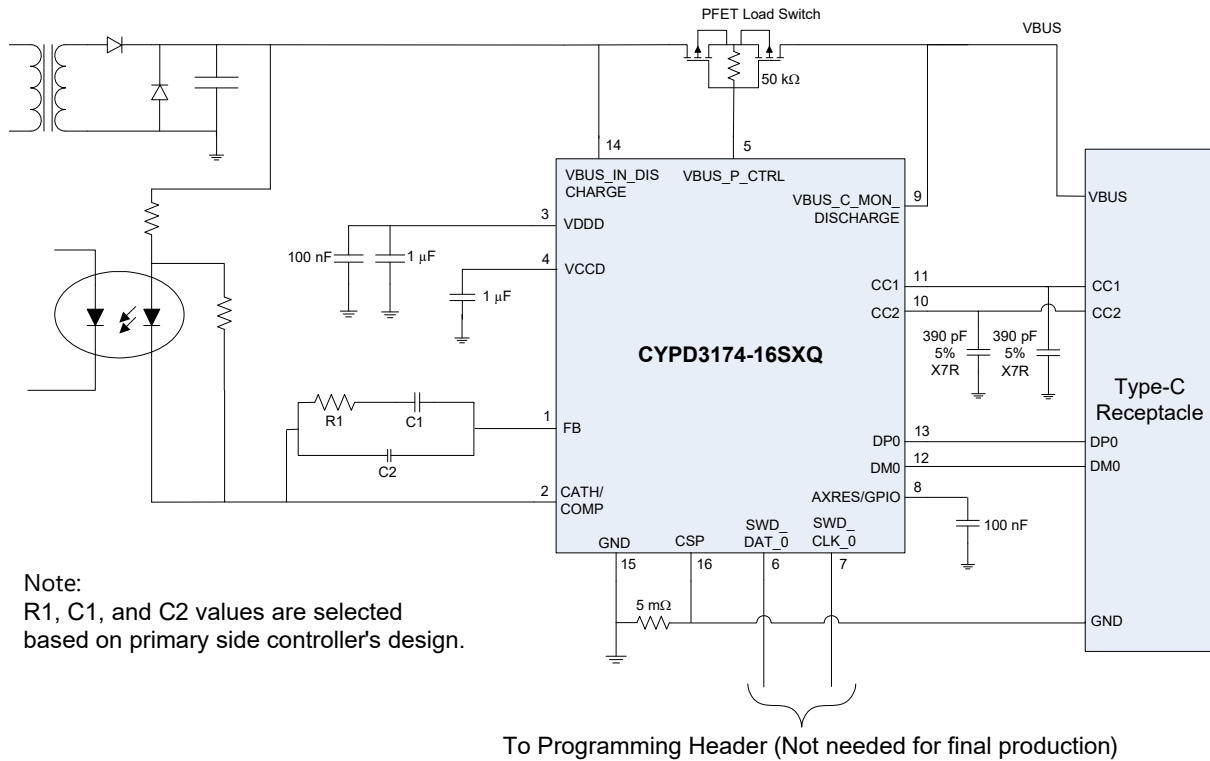 PFET Load Switch
VBUS
50 kΩ
14
5
VBUS_IN_DIS
CHARGE
VBUS_P_CTRL
VBUS_C_MON_
DISCHARGE
9
VBUS
3
VDDD
100 nF
1 μF
4
VCCD
1 μF
CC1
11
CC1
CC2
10
CC2
390 pF
5%
X7R
390 pF
5%
X7R
CYPD3174-16SXQ
Type-C
Receptacle
R1
C1
C2
1
FB
DP0
13
DP0
DM0
12
DM0
2
CATH/
COMP
AXRES/GPIO
8
100 nF
GND
CSP
SWD_
DAT_0
SWD_
CLK_0
15
16
6
7
5 mΩ
GND
Note:
R1, C1, and C2 values are selected
based on primary side controller's design.
To Programming Header (Not needed for final production)